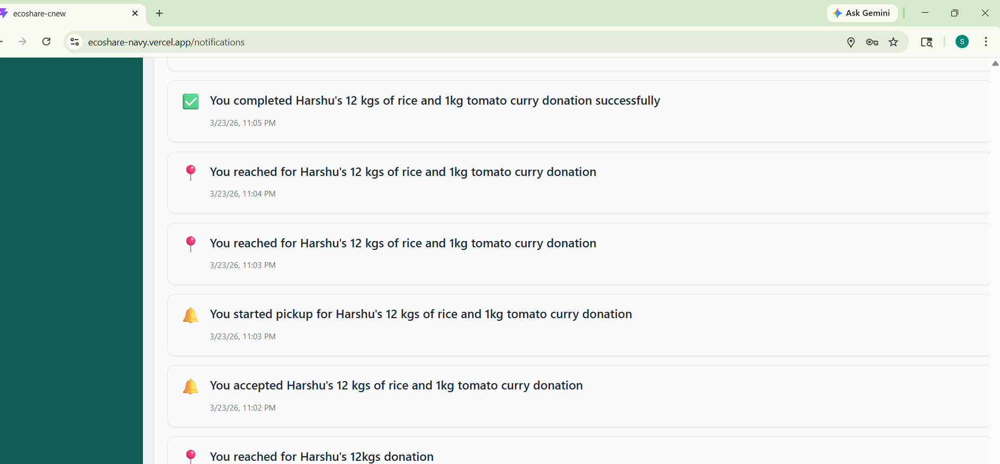 ecoshare-cnew
Ask Gemini
ecoshare-navy.vercel.app/notifications
S
You completed Harshu's 12 kgs of rice and 1kg tomato curry donation successfully
3/23/26, 11:05 PM
You reached for Harshu's 12 kgs of rice and 1kg tomato curry donation
3/23/26, 11:04 PM
You reached for Harshu's 12 kgs of rice and 1kg tomato curry donation
3/23/26, 11:03 PM
You started pickup for Harshu's 12 kgs of rice and 1kg tomato curry donation
3/23/26, 11:03 PM
You accepted Harshu's 12 kgs of rice and 1kg tomato curry donation
3/23/26, 11:02 PM
You reached for Harshu's 12kgs donation